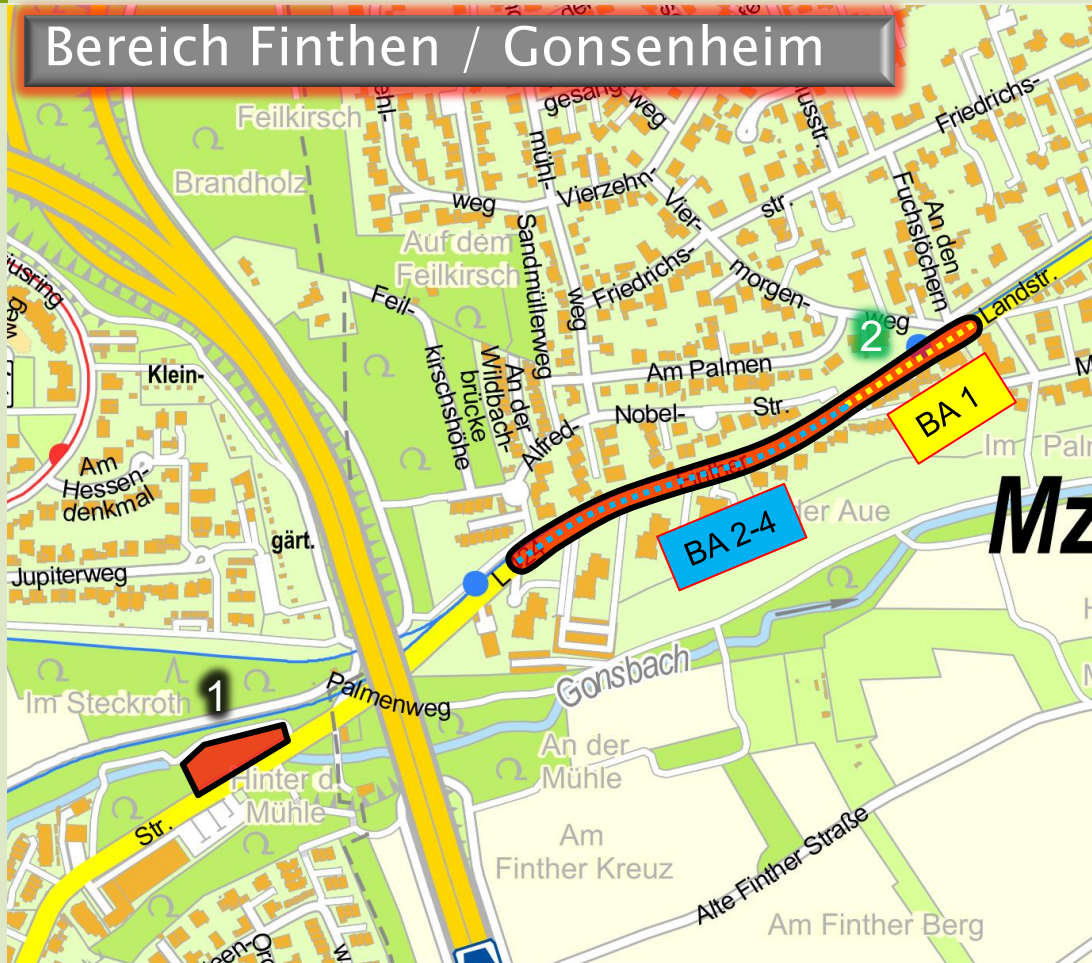 Bereich Finthen / Gonsenheim
Feilkirsch
Brandholz
gesang
weg
mühl-
weg
Vierzehn-
weg
Vier-
morgen-
weg
Friedrichs-
str.
Friedrichs-
An den
Fuchslöchern
Landstr.
Auf dem
Feilkirsch
Sandmüllerweg
Feil-
kirschshöhe
An der
Wildbach-
brücke
Alfred-
Nobel-
Str.
Am Palmen
2
BA 1
BA 2-4
Im Palm
Mz
der Aue
Klein-
gärt.
Am
Hessen-
denkmal
Jupiterweg
Im Steckroth
1
Palmenweg
Gonsbach
Hinter d.
Mühle
Str.
An der
Mühle
Am
Finther Kreuz
Alte Finther Straße
Am Finther Berg